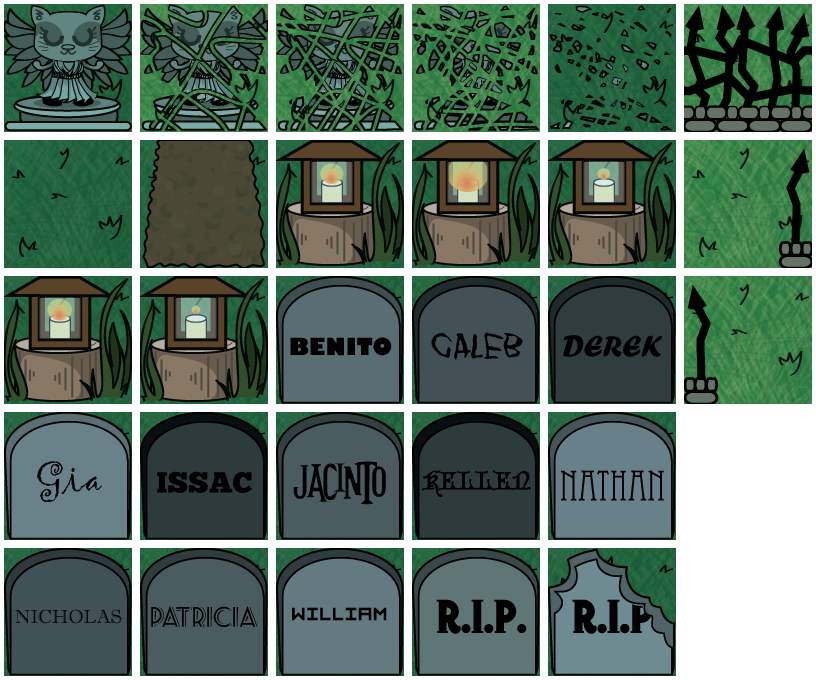 BENITO
CALEB
DEREK
Gia
ISSAC
JACINTO
KELLEN
NATHAN
NICHOLAS
PATRICIA
WILLIAM
R.I.P.
R.I.P